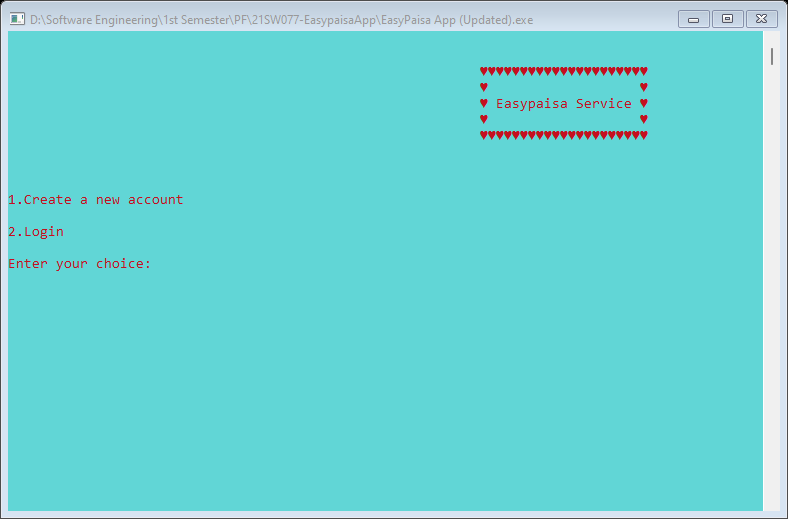 D:\Software Engineering\1st Semester\PF\21SW077-EasypaisaApp\EasyPaisa App (Updated).exe
♥♥♥♥♥♥♥♥♥♥♥♥♥♥♥♥♥♥♥♥♥
♥ ♥
♥ Easypaisa Service ♥
♥ ♥
♥♥♥♥♥♥♥♥♥♥♥♥♥♥♥♥♥♥♥♥♥
1.Create a new account
2.Login
Enter your choice: